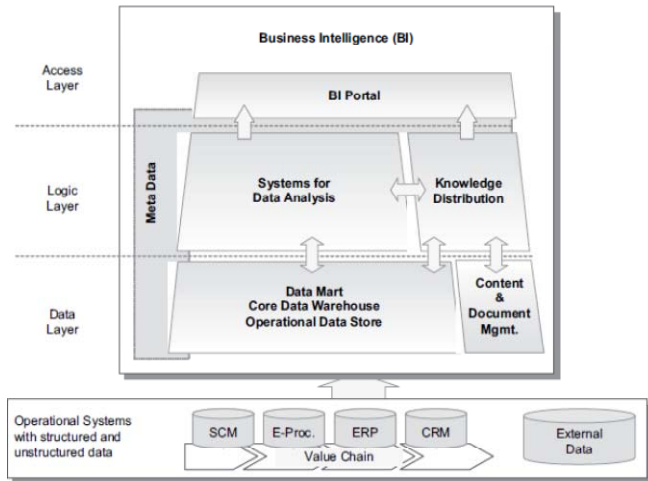 Business Intelligence (BI)
Access
Layer
BI Portal
Logic
Layer
Meta Data
Systems for
Data Analysis
Knowledge
Distribution
Data
Layer
Data Mart
Core Data Warehouse
Operational Data Store
Content
&
Document
Mgmt.
Operational Systems
with structured and
unstructured data
SCM
E-Proc.
ERP
CRM
Value Chain
External
Data